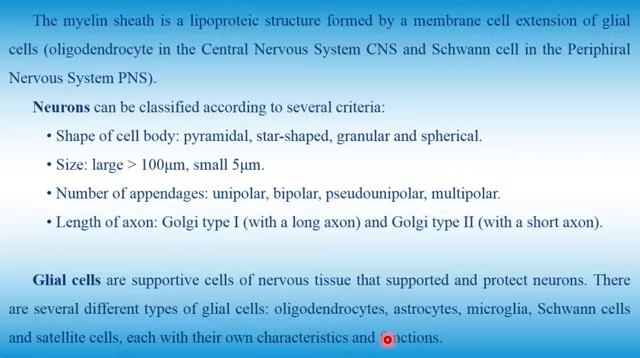 The myelin sheath is a lipoproteic structure formed by a membrane cell extension of glial
cells (oligodendrocyte in the Central Nervous System CNS and Schwann cell in the Periphiral
Nervous System PNS).
Neurons can be classified according to several criteria:
• Shape of cell body: pyramidal, star-shaped, granular and spherical.
• Size: large > 100μm, small 5μm.
• Number of appendages: unipolar, bipolar, pseudounipolar, multipolar.
• Length of axon: Golgi type I (with a long axon) and Golgi type II (with a short axon).
Glial cells are supportive cells of nervous tissue that supported and protect neurons. There
are several different types of glial cells: oligodendrocytes, astrocytes, microglia, Schwann cells
and satellite cells, each with their own characteristics and functions.